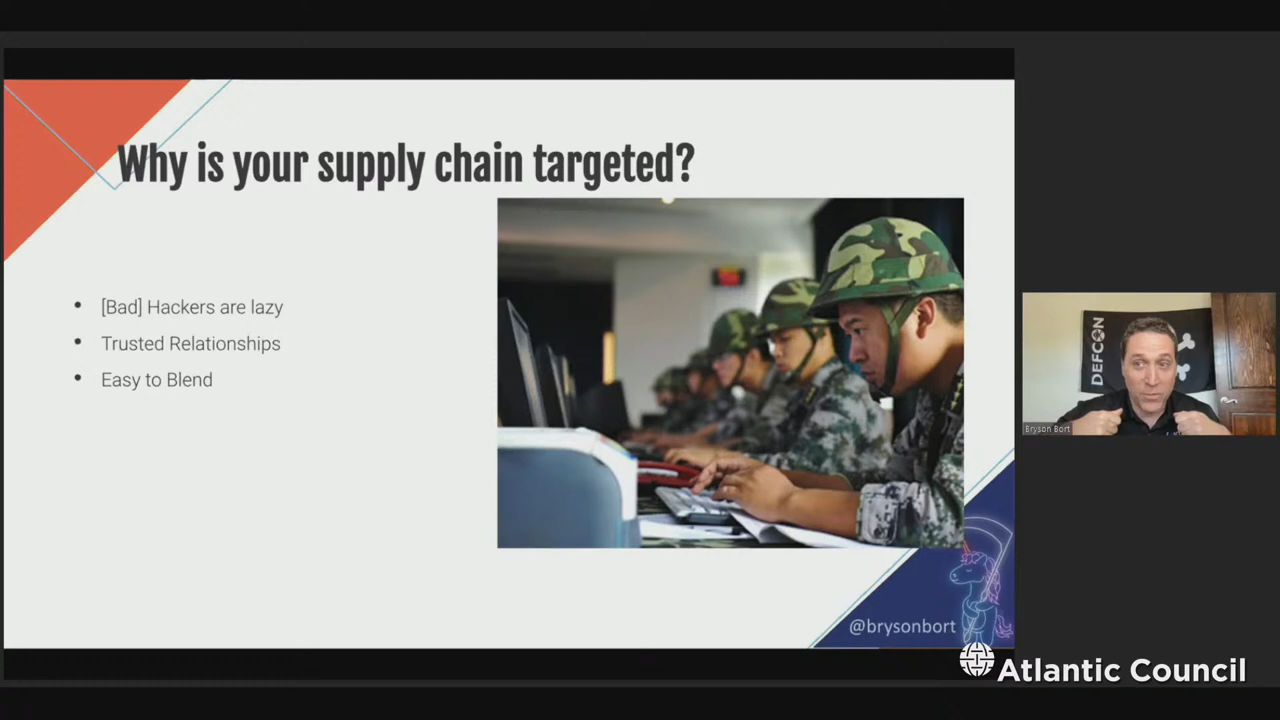 Why is your supply chain targeted?
• [Bad] Hackers are lazy
• Trusted Relationships
• Easy to Blend
DEFCON
Bryson Bort
@brysonbort
Atlantic Council